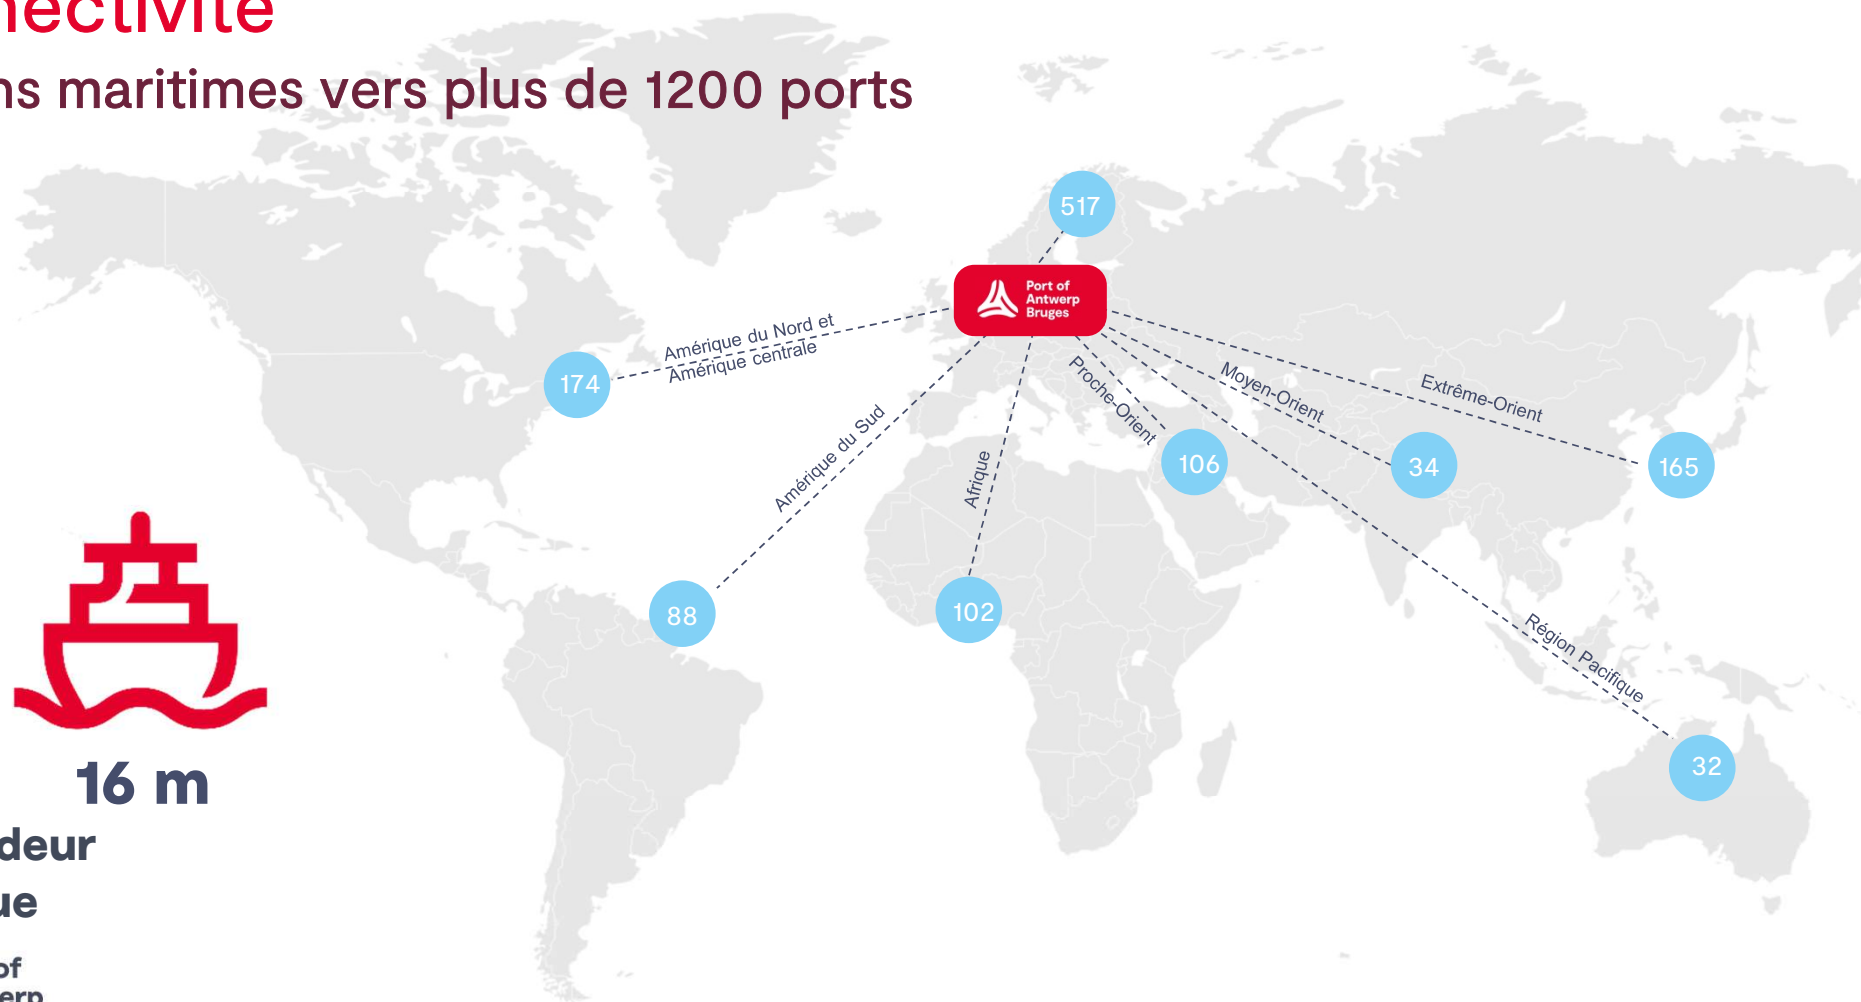 nectivité
ns maritimes vers plus de 1200 ports
517
Port of
Antwerp
Bruges
Amérique du Nord et
Amérique centrale
174
Amérique du Sud
88
Afrique
102
Proche-Orient
106
Moyen-Orient
34
Extrême-Orient
165
Région Pacifique
32
16 m
deur
ue
of
erp